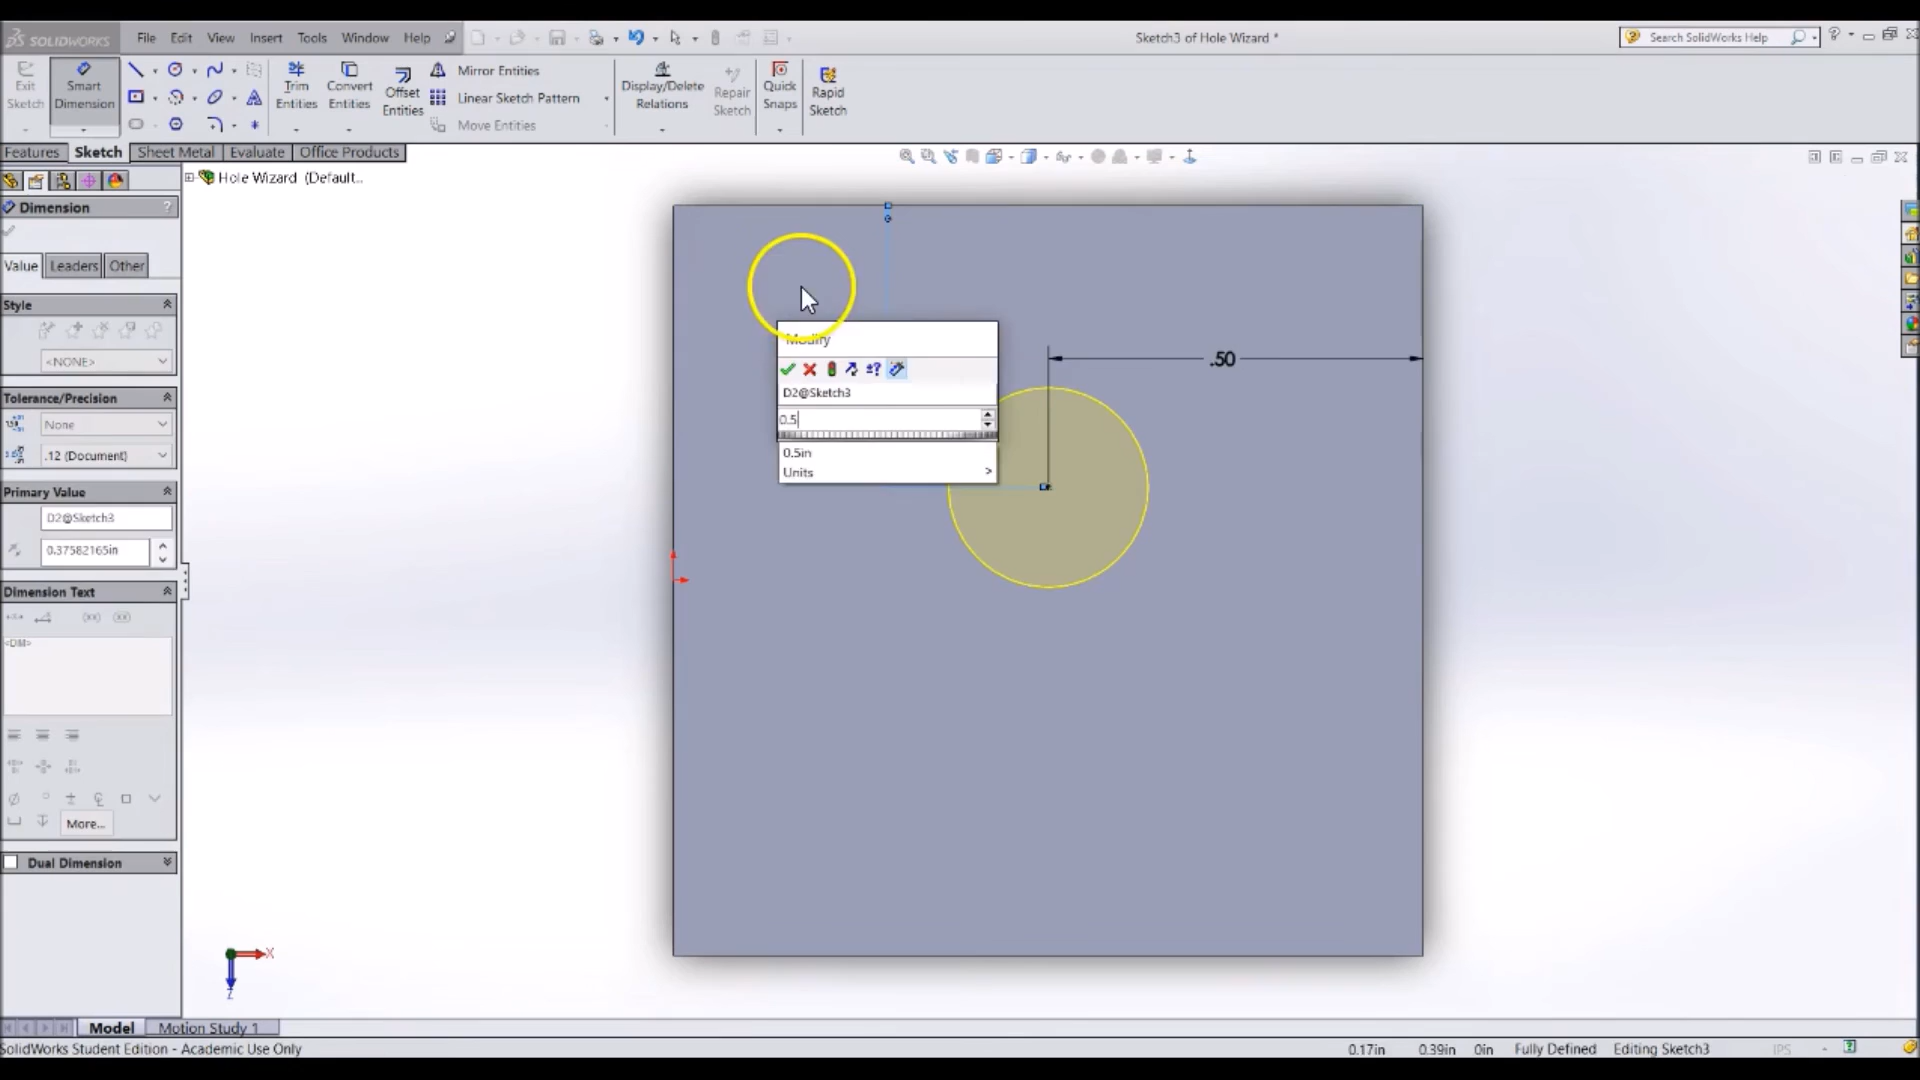 SOLIDWORKS File Edit View Insert Tools Window Help Sketch3 of Hole Wizard * Search SolidWorks Help
Exit Sketch
Smart Dimension
Trim Entities
Convert Entities
Offset Entities
Mirror Entities
Linear Sketch Pattern
Move Entities
Display/Delete Relations
Repair Sketch
Quick Snaps
Rapid Sketch
Features Sketch Sheet Metal Evaluate Office Products
Hole Wizard (Default..
Dimension ?
Value Leaders Other
Style
<NONE>
Tolerance/Precision
None
.12 (Document)
Primary Value
D2@Sketch3
0.37582165in
Dimension Text
<DIM>
More...
Dual Dimension
Modify
D2@Sketch3
0.5
0.5in
Units >
.50
X
Z
Model Motion Study 1
SolidWorks Student Edition - Academic Use Only 0.17in 0.39in 0in Fully Defined Editing Sketch3 IPS -